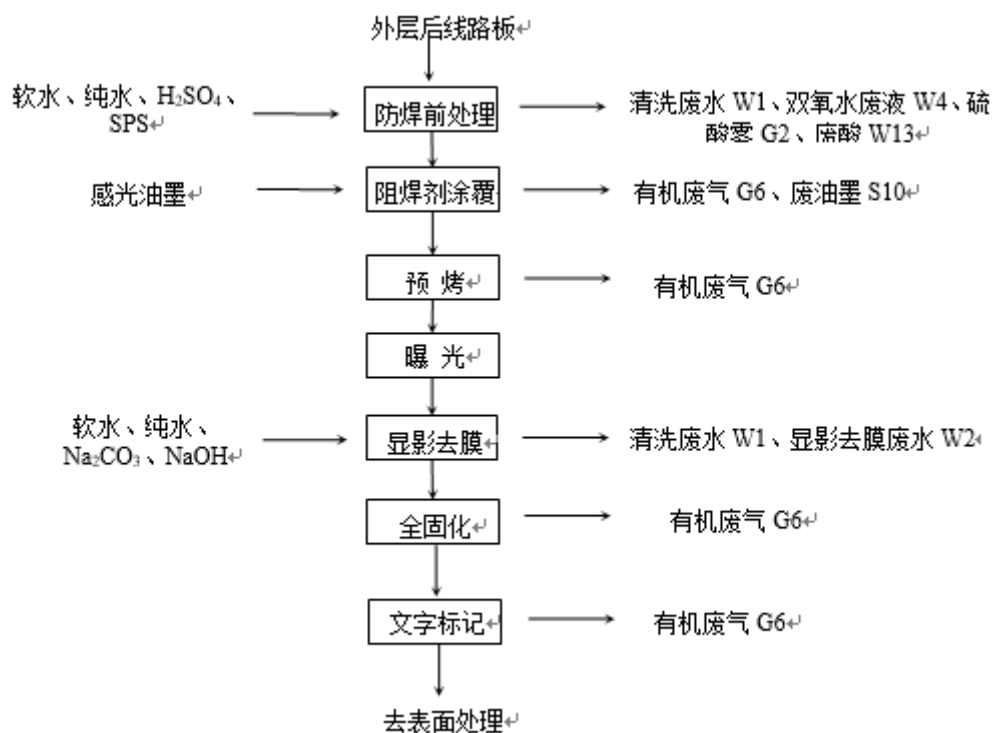 外层后线路板
软水、纯水、H₂SO₄、
SPS
防焊前处理
清洗废水 W1、双氧水废液 W4、硫
酸雾 G2、废酸 W13
感光油墨
阻焊剂涂覆
有机废气 G6、废油墨 S10
预 烤
有机废气 G6
曝 光
软水、纯水、
Na₂CO₃、NaOH
显影去膜
清洗废水 W1、显影去膜废水 W2
全固化
有机废气 G6
文字标记
有机废气 G6
去表面处理